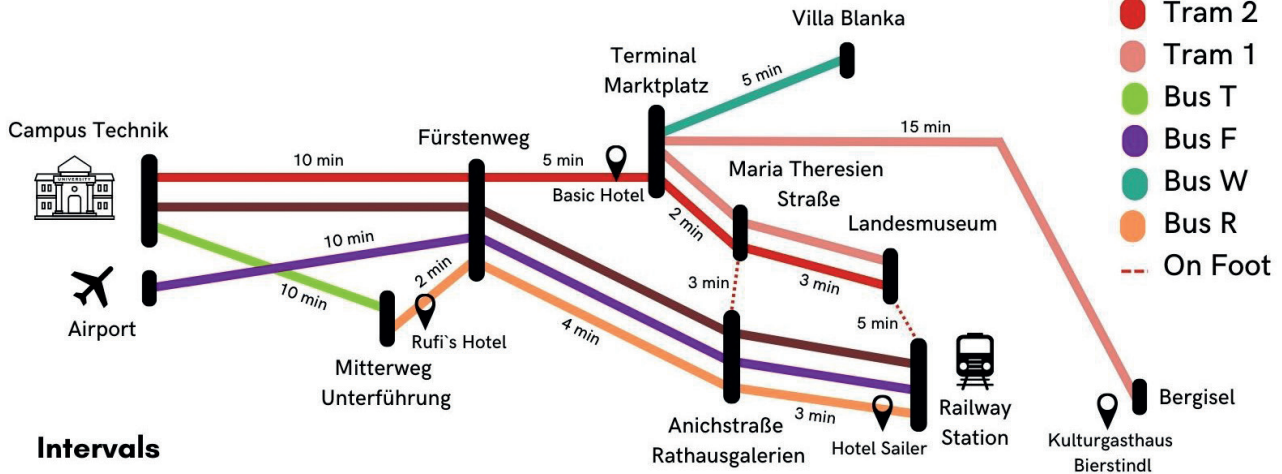 Villa Blanka
Tram 2
Terminal
Marktplatz
5 min
Tram 1
Bus T
Campus Technik
UNIVERSITY
10 min
Fürstenweg
5 min
Basic Hotel
15 min
Bus F
Maria Theresien
Straße
Bus W
Landesmuseum
2 min
Bus R
On Foot
10 min
2 min
10 min
Airport
3 min
3 min
5 min
Rufi`s Hotel
4 min
Mitterweg
Unterführung
Railway
Station
Bergisel
3 min
Anichstraße
Rathausgalerien
Hotel Sailer
Kulturgasthaus
Bierstindl
Intervals